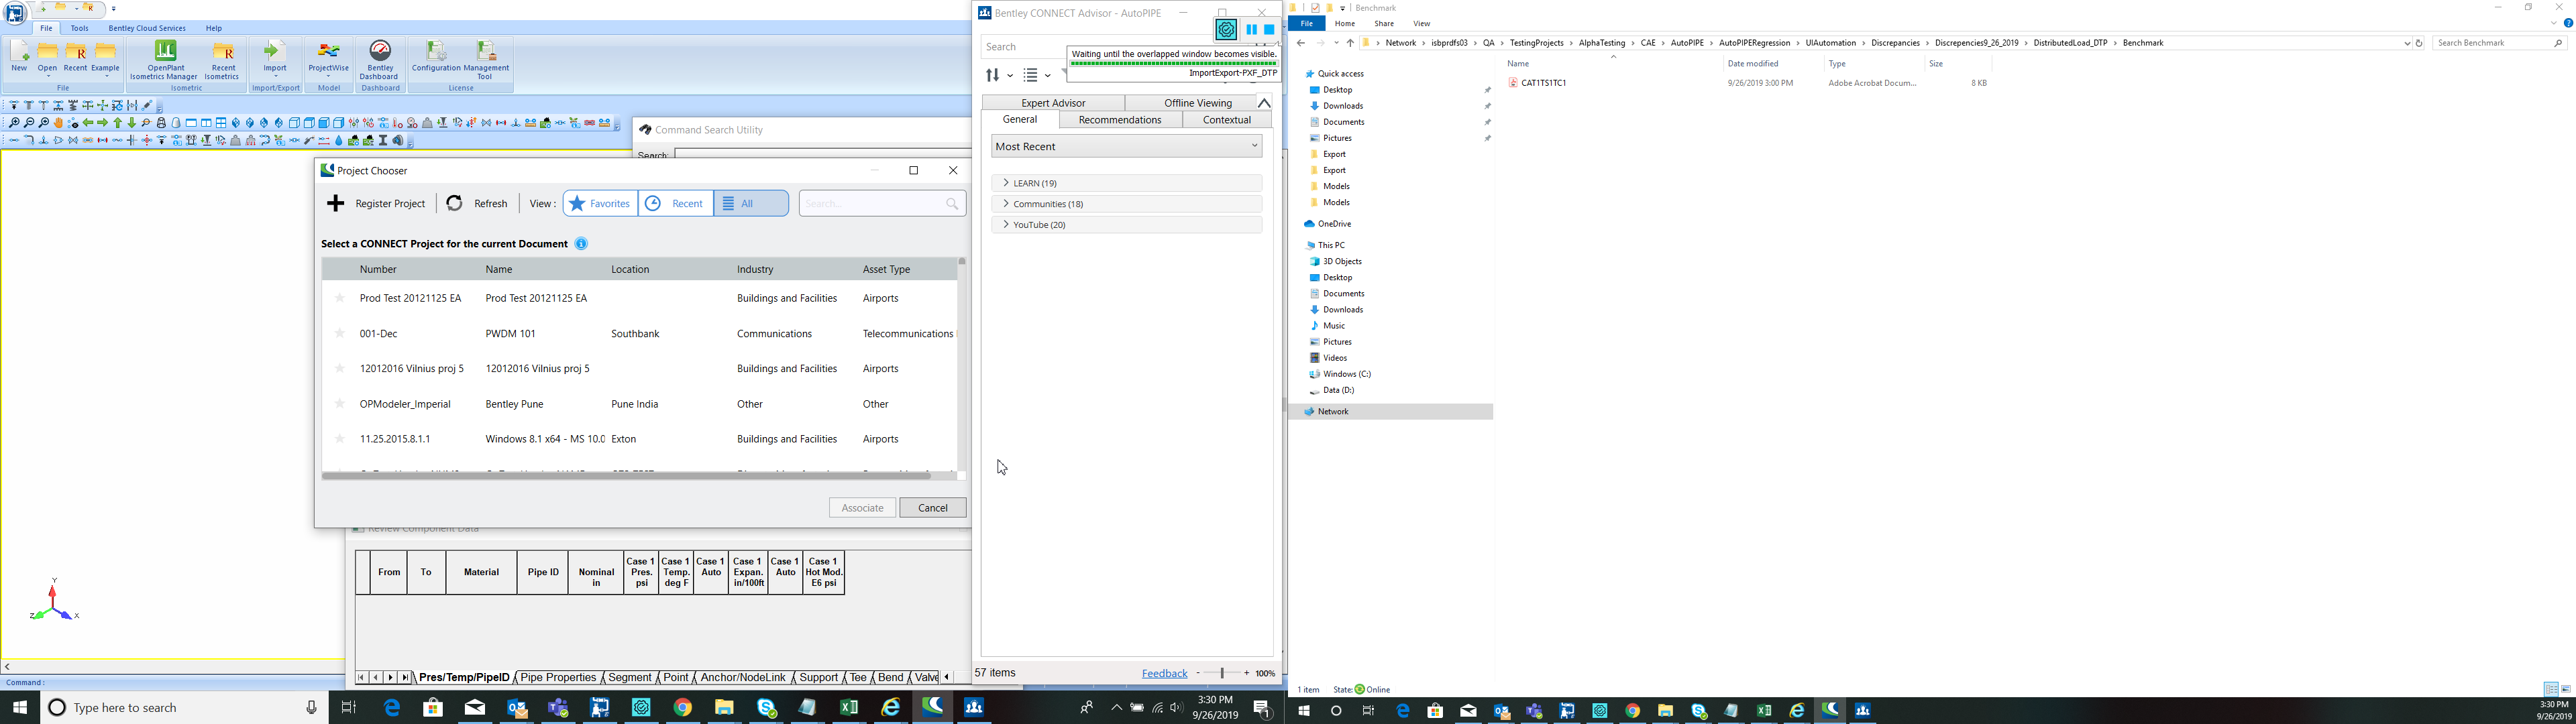 File
Tools
Bentley Cloud Services
Help
New
Open
Recent
Example
OpenPlant
Isometrics Manager
Recent
Isometrics
Import
ProjectWise
Bentley
Dashboard
Configuration
Management
Tool
File
Isometric
Import/Export
Model
Dashboard
License
Command Search Utility
Search:
Project Chooser
Register Project
Refresh
View :
Favorites
Recent
All
Search...
Select a CONNECT Project for the current Document
Number Name Location Industry Asset Type
Prod Test 20121125 EA Prod Test 20121125 EA Buildings and Facilities Airports
001-Dec PWDM 101 Southbank Communications Telecommunications
12012016 Vilnius proj 5 12012016 Vilnius proj 5 Buildings and Facilities Airports
OPModeler_Imperial Bentley Pune Pune India Other Other
11.25.2015.8.1.1 Windows 8.1 x64 - MS 10.0 Exton Buildings and Facilities Airports
Associate
Cancel
Review Component Data
From
To
Material
Pipe ID
Nominal
in
Case 1
Pres.
psi
Case 1
Temp.
deg F
Case 1
Auto
Case 1
Expan.
in/100ft
Case 1
Auto
Case 1
Hot Mod.
E6 psi
Y
Z
X
Pres/Temp/PipeID
Pipe Properties
Segment
Point
Anchor/NodeLink
Support
Tee
Bend
Valve
Command :
Bentley CONNECT Advisor - AutoPIPE
Search
Waiting until the overlapped window becomes visible.
ImportExport-PXF_DTP
Expert Advisor
Offline Viewing
General
Recommendations
Contextual
Most Recent
LEARN (19)
Communities (18)
YouTube (20)
57 items
Feedback
- + 100%
Type here to search
3:30 PM
9/26/2019
1
Benchmark
File
Home
Share
View
Network › isbprdfs03 › QA › TestingProjects › AlphaTesting › CAE › AutoPIPE › AutoPIPERegression › UIAutomation › Discrepancies › Discrepencies9_26_2019 › DistributedLoad_DTP › Benchmark
Search Benchmark
Name Date modified Type Size
CAT1TS1TC1 9/26/2019 3:00 PM Adobe Acrobat Docum... 8 KB
Quick access
Desktop
Downloads
Documents
Pictures
Export
Export
Models
Models
OneDrive
This PC
3D Objects
Desktop
Documents
Downloads
Music
Pictures
Videos
Windows (C:)
Data (D:)
Network
1 item State: Online
3:30 PM
9/26/2019